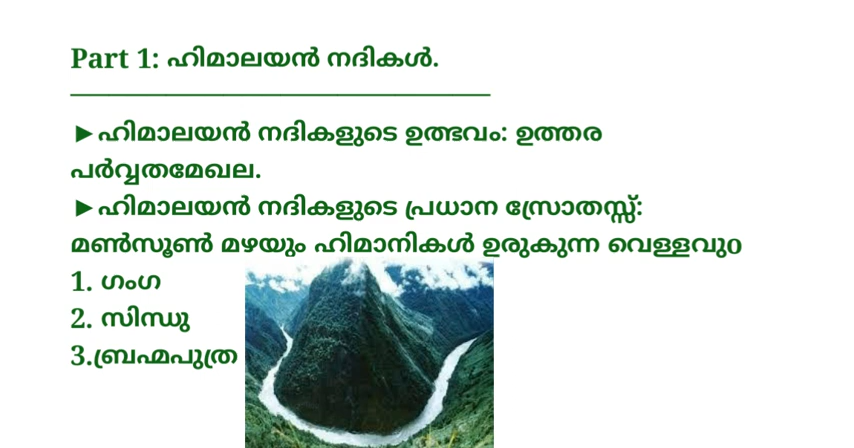 Part 1: ഹിമാലയൻ നദികൾ.
►ഹിമാലയൻ നദികളുടെ ഉത്ഭവം: ഉത്തര
പർവ്വതമേഖല.
►ഹിമാലയൻ നദികളുടെ പ്രധാന സ്രോതസ്സ്:
മൺസൂൺ മഴയും ഹിമാനികൾ ഉരുകുന്ന വെള്ളവുo
1. ഗംഗ
2. സിന്ധു
3.ബ്രഹ്മപുത്ര